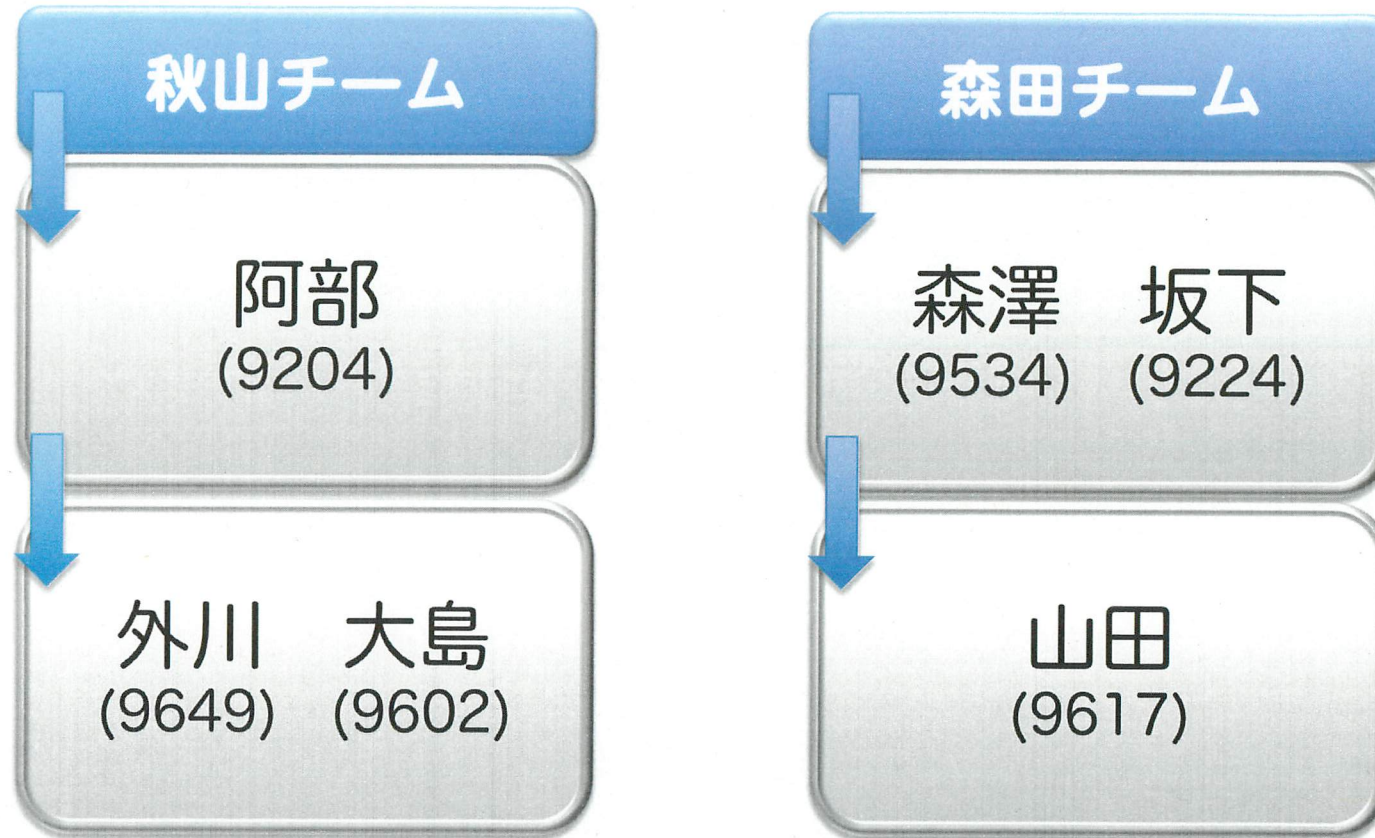 秋山チーム
阿部
(9204)
外川 大島
(9649) (9602)
森田チーム
森澤 坂下
(9534) (9224)
山田
(9617)